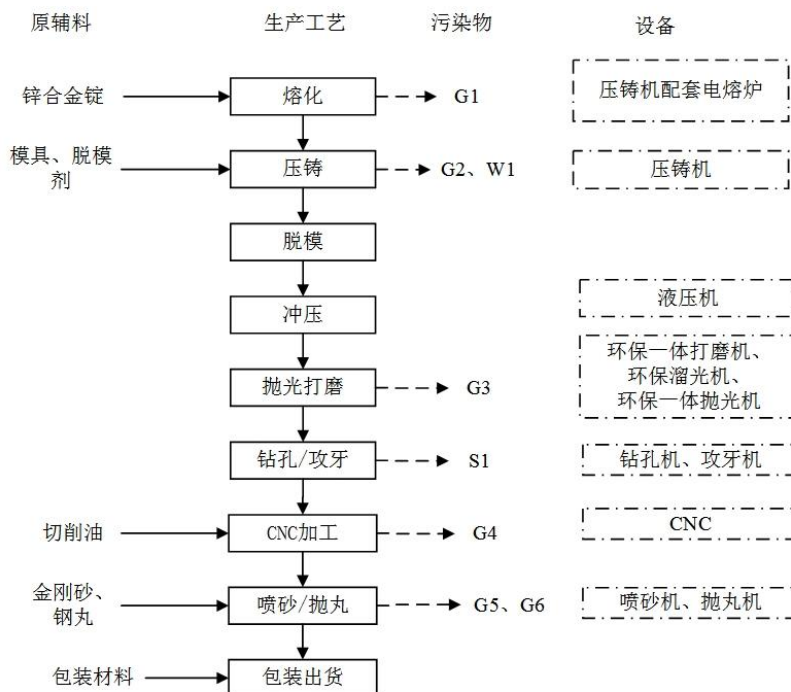 原辅料 生产工艺 污染物 设备
锌合金锭 熔化 G1 压铸机配套电熔炉
模具、脱模
剂
压铸 G2、W1 压铸机
脱模
冲压 液压机
抛光打磨 G3
环保一体打磨机、
环保溜光机、
环保一体抛光机
钻孔/攻牙 S1 钻孔机、攻牙机
切削油 CNC加工 G4 CNC
金刚砂、
钢丸
喷砂/抛丸 G5、G6 喷砂机、抛丸机
包装材料 包装出货